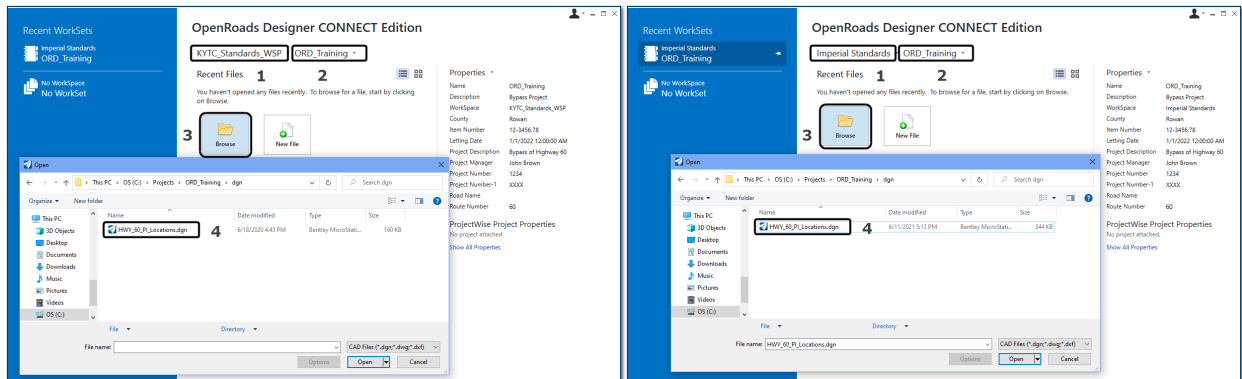 Recent WorkSets
Imperial Standards
ORD_Training
No WorkSpace
No WorkSet
OpenRoads Designer CONNECT Edition
KYTC_Standards_WSP ORD_Training
Recent Files 1 2
You haven't opened any files recently. To browse for a file, start by clicking
on Browse.
3 Browse New File
Properties
Name ORD_Training
Description Bypass Project
WorkSpace KYTC_Standards_WSP
County Rowan
Item Number 12-3456.78
Letting Date 1/1/2022 12:00:00 AM
Project Description Bypass of Highway 60
Project Manager John Brown
Project Number 1234
Project Number-1 XXXX
Road Name
Route Number 60
ProjectWise Project Properties
No project attached.
Show All Properties
Open
This PC › OS (C:) › Projects › ORD_Training › dgn
Search dgn
Organize New folder
This PC
3D Objects
Desktop
Documents
Downloads
Music
Pictures
Videos
OS (C:)
Name Date modified Type Size
HWY_60_PI_Locations.dgn 4 6/18/2020 4:43 PM Bentley MicroStati... 160 KB
File Directory
File name: CAD Files (*.dgn;*.dwg;*.dxf)
Options Open Cancel
Recent WorkSets
Imperial Standards
ORD_Training
No WorkSpace
No WorkSet
OpenRoads Designer CONNECT Edition
Imperial Standards ORD_Training
Recent Files 1 2
You haven't opened any files recently. To browse for a file, start by clicking on Browse.
3 Browse New File
Properties
Name ORD_Training
Description Bypass Project
WorkSpace Imperial Standards
County Rowan
Item Number 12-3456.78
Letting Date 1/1/2022 12:00:00 AM
Project Description Bypass of Highway 60
Project Manager John Brown
Project Number 1234
Project Number-1 XXXX
Road Name
Route Number 60
ProjectWise Project Properties
No project attached.
Show All Properties
Open
This PC › OS (C:) › Projects › ORD_Training › dgn
Search dgn
Organize New folder
This PC
3D Objects
Desktop
Documents
Downloads
Music
Pictures
Videos
OS (C:)
Name Date modified Type Size
HWY_60_PI_Locations.dgn 4 6/11/2021 5:13 PM Bentley MicroStati... 344 KB
File Directory
File name: HWY_60_PI_Locations.dgn CAD Files (*.dgn;*.dwg;*.dxf)
Options Open Cancel